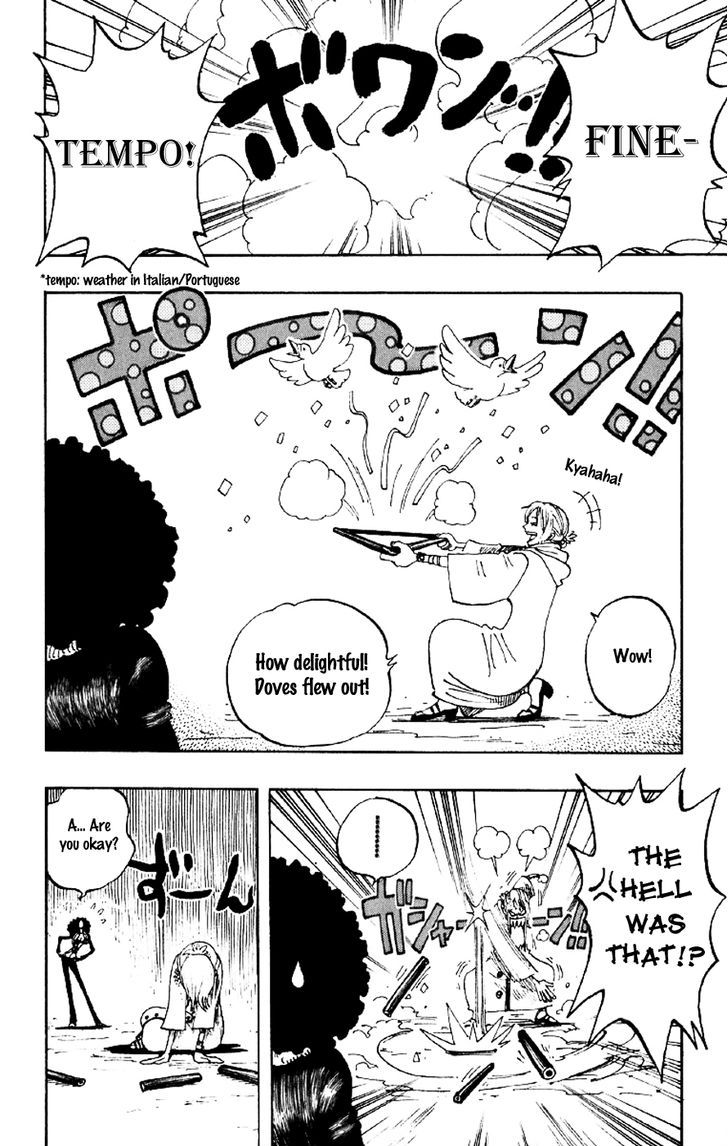 FINE-
ボワンッ!!
TEMPO!
*tempo: weather in Italian/Portuguese
ポ〜〜ン!!
Kyahaha!
Wow!
How delightful!
Doves flew out!
THE
HELL
WAS
THAT!?
ガシャーーン!!
.........
A... Are
you okay?
ずーん